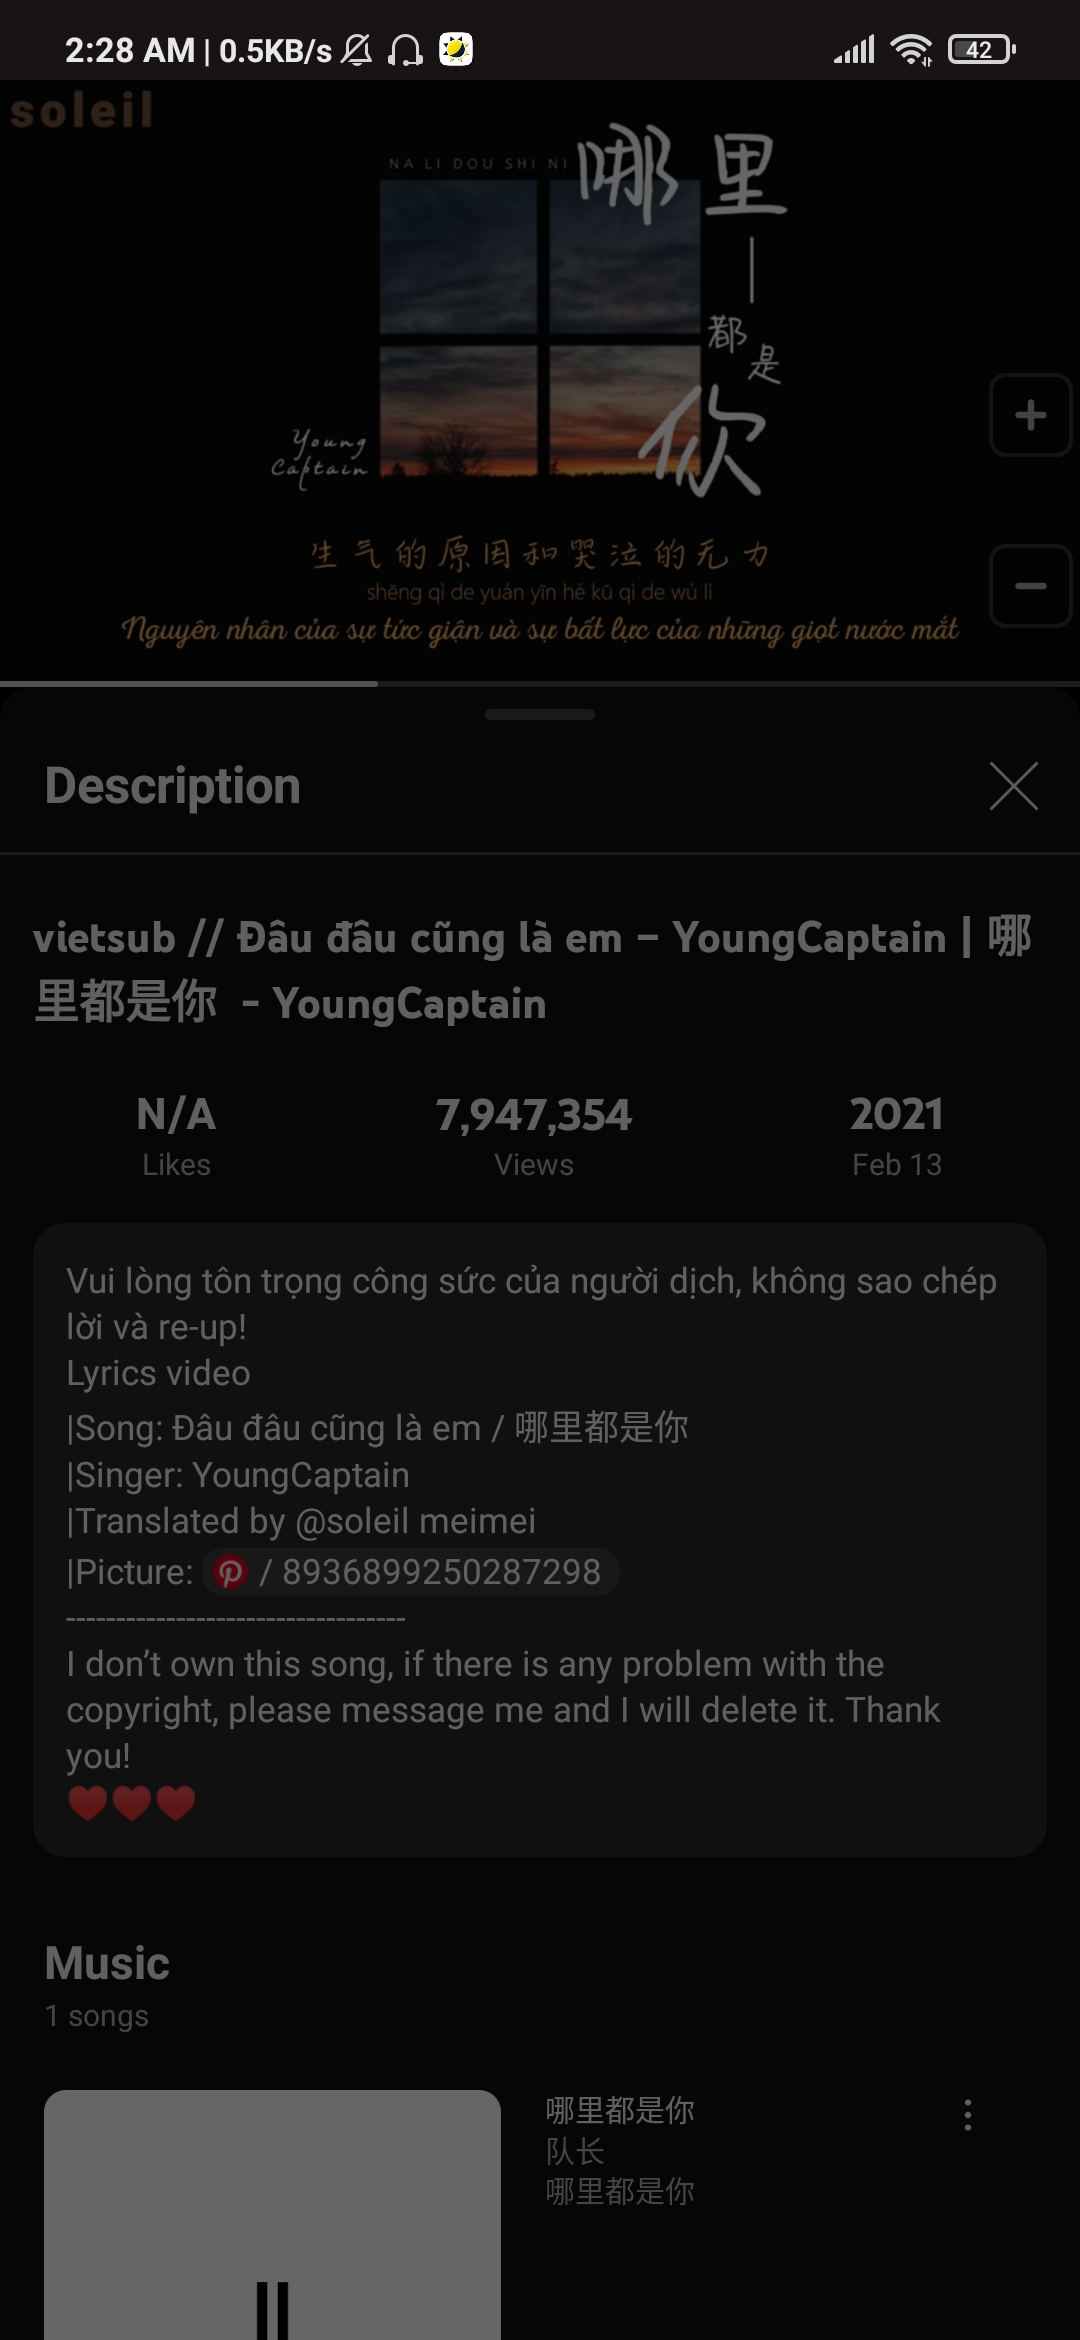 2:28 AM | 0.5KB/s
42
soleil
NA LI DOU SHI NI
哪里
都是
你
Young
Captain
生气的原因和哭泣的无力
shēng qì de yuán yīn hé kū qì de wú lì
Nguyên nhân của sự tức giận và sự bất lực của những giọt nước mắt
Description
vietsub // Đâu đâu cũng là em – YoungCaptain | 哪
里都是你 - YoungCaptain
N/A
Likes
7,947,354
Views
2021
Feb 13
Vui lòng tôn trọng công sức của người dịch, không sao chép
lời và re-up!
Lyrics video
|Song: Đâu đâu cũng là em / 哪里都是你
|Singer: YoungCaptain
|Translated by @soleil meimei
|Picture: / 8936899250287298
----------------------------------
I don’t own this song, if there is any problem with the
copyright, please message me and I will delete it. Thank
you!
❤️❤️❤️
Music
1 songs
哪里都是你
队长
哪里都是你